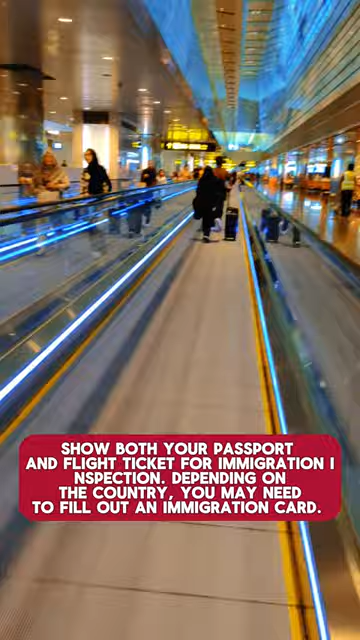 SHOW BOTH YOUR PASSPORT
AND FLIGHT TICKET FOR IMMIGRATION I
NSPECTION. DEPENDING ON
THE COUNTRY, YOU MAY NEED
TO FILL OUT AN IMMIGRATION CARD.